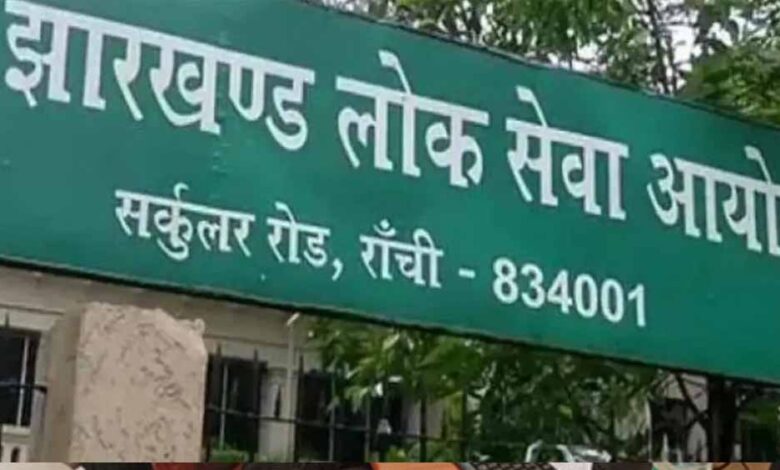 झारखण्ड लोक सेवा आयो
सर्कुलर रोड, राँची - 834001